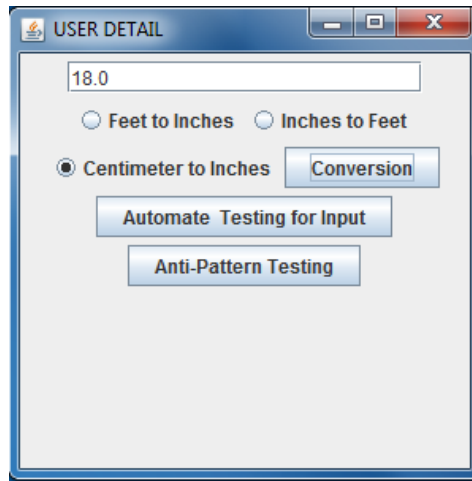 USER DETAIL
18.0
Feet to Inches Inches to Feet
Centimeter to Inches Conversion
Automate Testing for Input
Anti-Pattern Testing